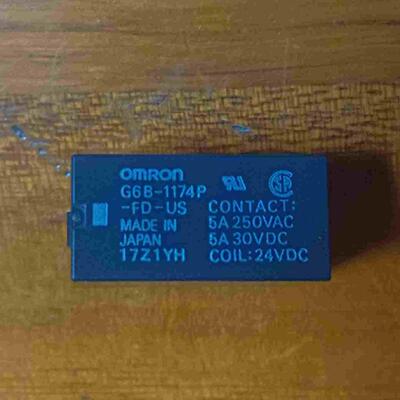 OMRON
G6B-1174P
-FD-US
MADE IN
JAPAN
17Z1YH
CONTACT:
5A 250VAC
5A 30VDC
COIL: 24VDC